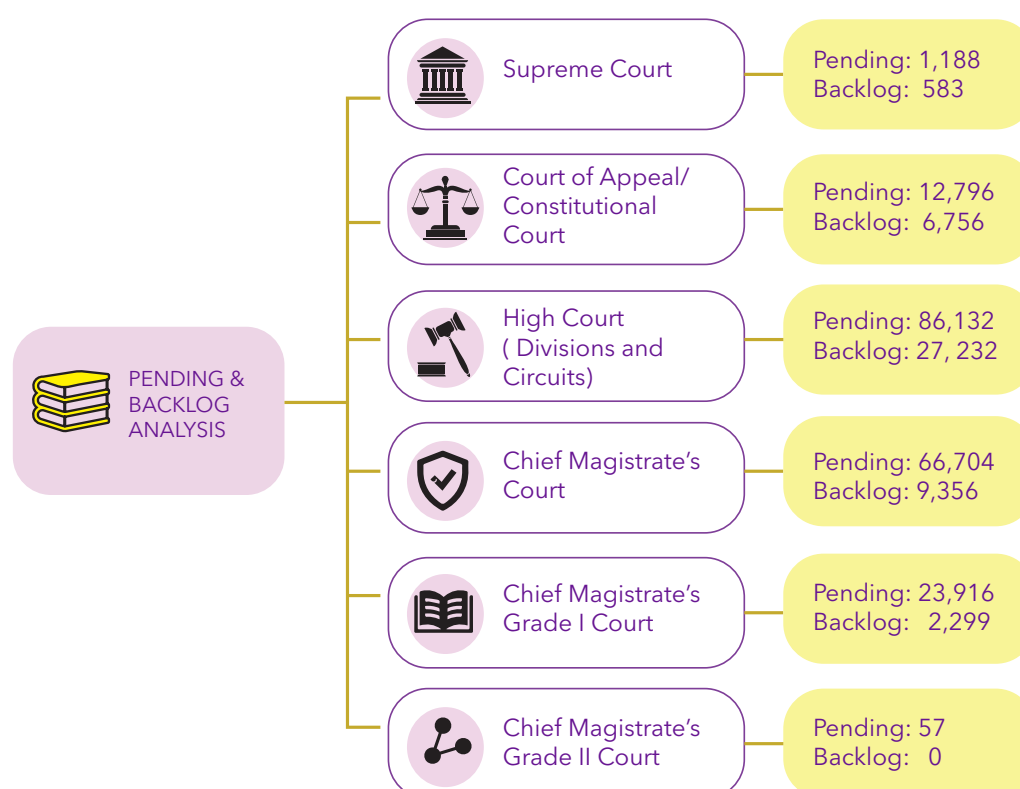 PENDING &
BACKLOG
ANALYSIS
Supreme Court
Pending: 1,188
Backlog: 583
Court of Appeal/
Constitutional
Court
Pending: 12,796
Backlog: 6,756
High Court
( Divisions and
Circuits)
Pending: 86,132
Backlog: 27, 232
Chief Magistrate’s
Court
Pending: 66,704
Backlog: 9,356
Chief Magistrate’s
Grade I Court
Pending: 23,916
Backlog: 2,299
Chief Magistrate’s
Grade II Court
Pending: 57
Backlog: 0